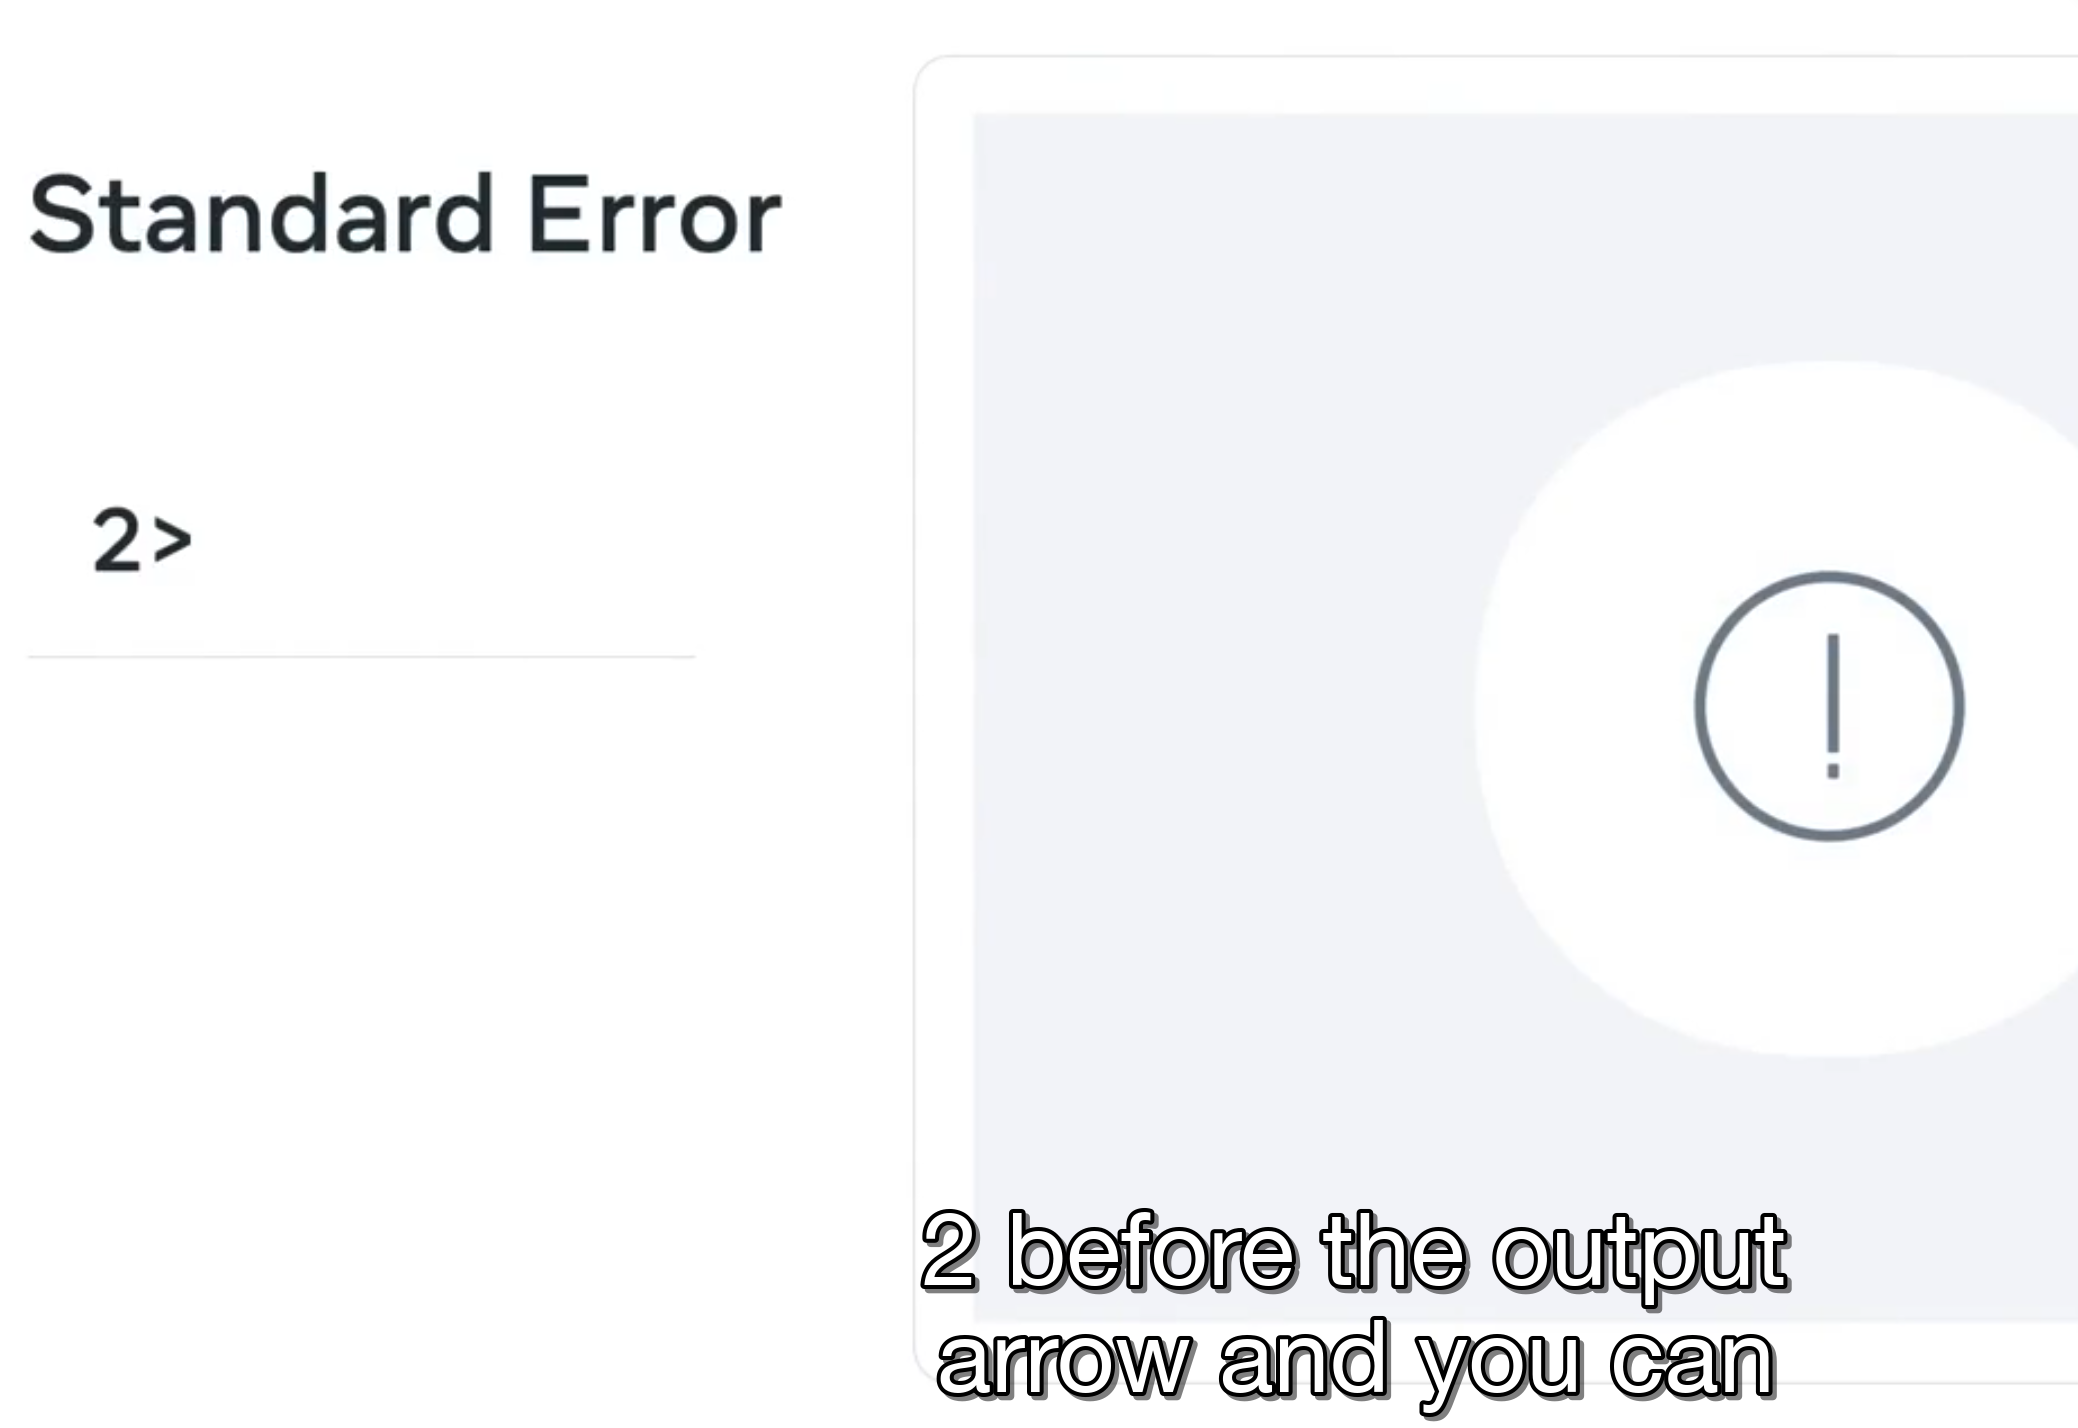 Standard Error
2>
!
2 before the output
arrow and you can